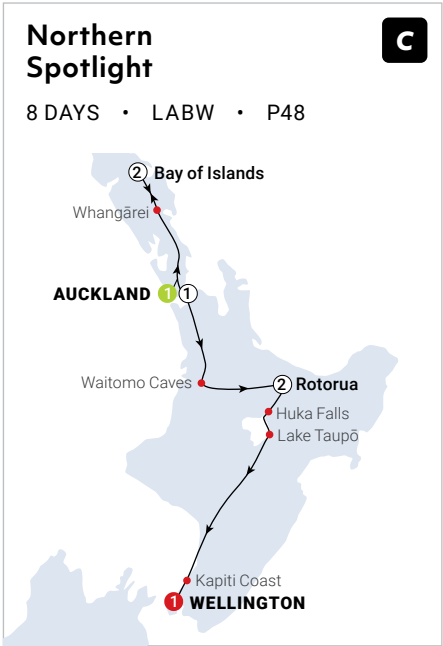 Northern
Spotlight
C
8 DAYS • LABW • P48
2 Bay of Islands
Whangārei
AUCKLAND 1 1
Waitomo Caves
2 Rotorua
Huka Falls
Lake Taupō
Kapiti Coast
1 WELLINGTON